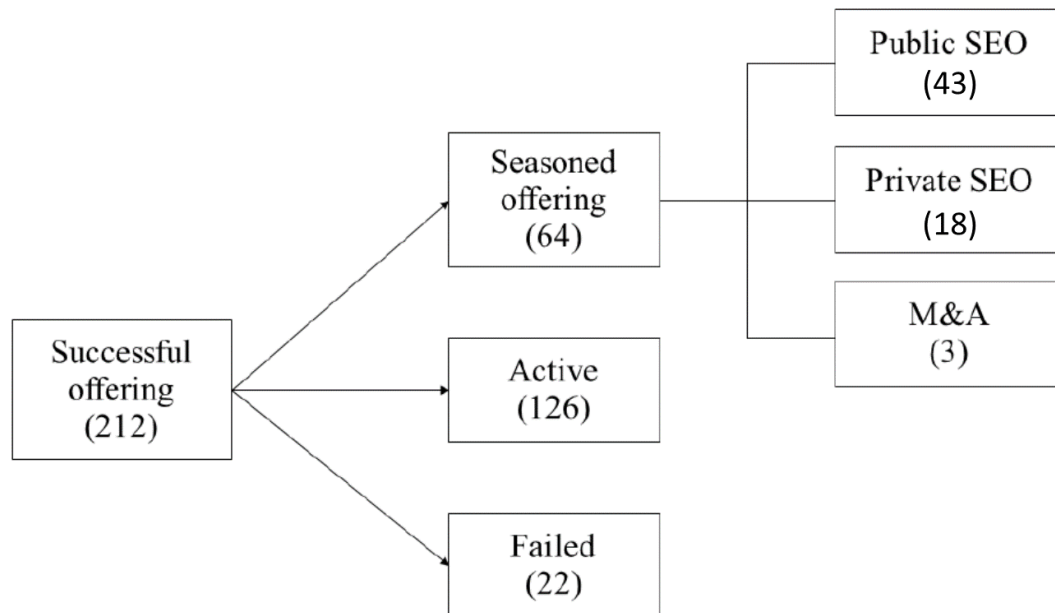 Successful
offering
(212)
Seasoned
offering
(64)
Active
(126)
Failed
(22)
Public SEO
(43)
Private SEO
(18)
M&A
(3)